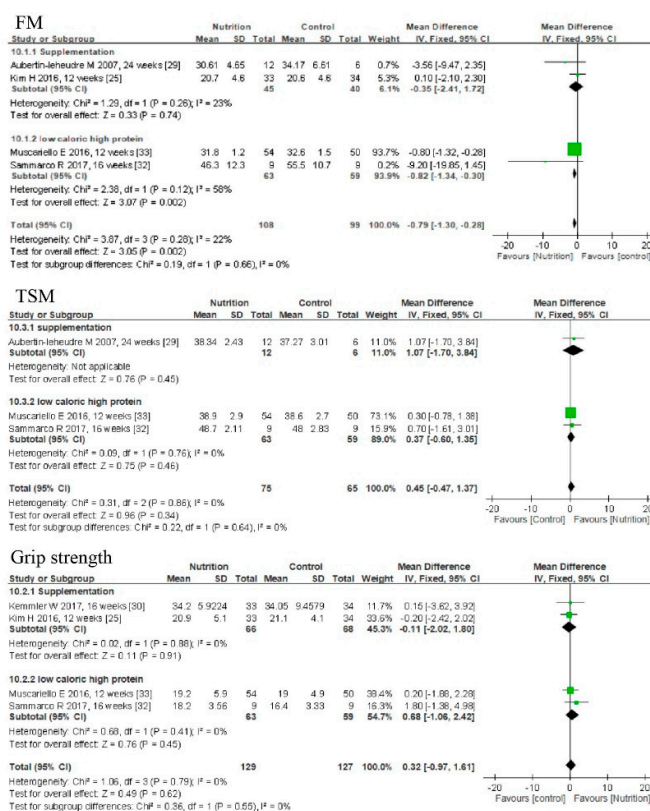 FM
Nutrition Control Mean Difference Mean Difference
Study or Subgroup Mean SD Total Mean SD Total Weight IV, Fixed, 95% CI IV, Fixed, 95% CI
10.1.1 Supplementation
Aubertin-leheudre M 2007, 24 weeks [29] 30.61 4.65 12 34.17 6.61 6 0.7% -3.56 [-9.47, 2.35]
Kim H 2016, 12 weeks [25] 20.7 4.6 33 20.6 4.6 34 5.4% 0.10 [-2.10, 2.30]
Subtotal (95% CI) 45 40 6.1% -0.35 [-2.41, 1.72]
Heterogeneity: Chi² = 1.29, df = 1 (P = 0.26); I² = 23%
Test for overall effect: Z = 0.33 (P = 0.74)
10.1.2 low caloric high protein
Muscariello E 2016, 12 weeks [33] 31.8 1.2 54 32.6 1.5 50 93.7% -0.80 [-1.32, -0.28]
Sammarco R 2017, 16 weeks [32] 46.3 12.3 9 55.5 10.7 9 0.2% -9.20 [-19.85, 1.45]
Subtotal (95% CI) 63 59 93.9% -0.82 [-1.34, -0.30]
Heterogeneity: Chi² = 2.38, df = 1 (P = 0.12); I² = 58%
Test for overall effect: Z = 3.07 (P = 0.002)
Total (95% CI) 108 99 100.0% -0.79 [-1.30, -0.28]
Heterogeneity: Chi² = 3.87, df = 3 (P = 0.28); I² = 22%
Test for overall effect: Z = 3.05 (P = 0.002)
Test for subgroup differences: Chi² = 0.19, df = 1 (P = 0.66), I² = 0%
-20 -10 0 10 20
Favours [Nutrition] Favours [control]
TSM
Nutrition Control Mean Difference Mean Difference
Study or Subgroup Mean SD Total Mean SD Total Weight IV, Fixed, 95% CI IV, Fixed, 95% CI
10.3.1 supplementation
Aubertin-leheudre M 2007, 24 weeks [29] 38.34 2.43 12 37.27 3.01 6 11.0% 1.07 [-1.70, 3.84]
Subtotal (95% CI) 12 6 11.0% 1.07 [-1.70, 3.84]
Heterogeneity: Not applicable
Test for overall effect: Z = 0.76 (P = 0.45)
10.3.2 low caloric high protein
Muscariello E 2016, 12 weeks [33] 38.9 2.9 54 38.6 2.7 50 73.1% 0.30 [-0.78, 1.38]
Sammarco R 2017, 16 weeks [32] 48.7 2.11 9 48 2.83 9 15.9% 0.70 [-1.61, 3.01]
Subtotal (95% CI) 63 59 89.0% 0.37 [-0.60, 1.35]
Heterogeneity: Chi² = 0.09, df = 1 (P = 0.76); I² = 0%
Test for overall effect: Z = 0.75 (P = 0.46)
Total (95% CI) 75 65 100.0% 0.45 [-0.47, 1.37]
Heterogeneity: Chi² = 0.31, df = 2 (P = 0.86); I² = 0%
Test for overall effect: Z = 0.96 (P = 0.34)
Test for subgroup differences: Chi² = 0.22, df = 1 (P = 0.64), I² = 0%
-20 -10 0 10 20
Favours [Control] Favours [Nutrition]
Grip strength
Nutrition Control Mean Difference Mean Difference
Study or Subgroup Mean SD Total Mean SD Total Weight IV, Fixed, 95% CI IV, Fixed, 95% CI
10.2.1 Supplementation
Kemmler W 2017, 16 weeks [30] 34.2 5.9224 33 34.05 9.4579 34 11.7% 0.15 [-3.62, 3.92]
Kim H 2016, 12 weeks [25] 20.9 5.1 33 21.1 4.1 34 33.6% -0.20 [-2.42, 2.02]
Subtotal (95% CI) 66 68 45.3% -0.11 [-2.02, 1.80]
Heterogeneity: Chi² = 0.02, df = 1 (P = 0.88); I² = 0%
Test for overall effect: Z = 0.11 (P = 0.91)
10.2.2 low caloric high protein
Muscariello E 2016, 12 weeks [33] 19.2 5.9 54 19 4.9 50 38.4% 0.20 [-1.88, 2.28]
Sammarco R 2017, 16 weeks [32] 18.2 3.56 9 16.4 3.33 9 16.3% 1.80 [-1.38, 4.98]
Subtotal (95% CI) 63 59 54.7% 0.68 [-1.06, 2.42]
Heterogeneity: Chi² = 0.68, df = 1 (P = 0.41); I² = 0%
Test for overall effect: Z = 0.76 (P = 0.45)
Total (95% CI) 129 127 100.0% 0.32 [-0.97, 1.61]
Heterogeneity: Chi² = 1.06, df = 3 (P = 0.79); I² = 0%
Test for overall effect: Z = 0.49 (P = 0.62)
Test for subgroup differences: Chi² = 0.36, df = 1 (P = 0.55), I² = 0%
-20 -10 0 10 20
Favours [Control] Favours [Nutrition]